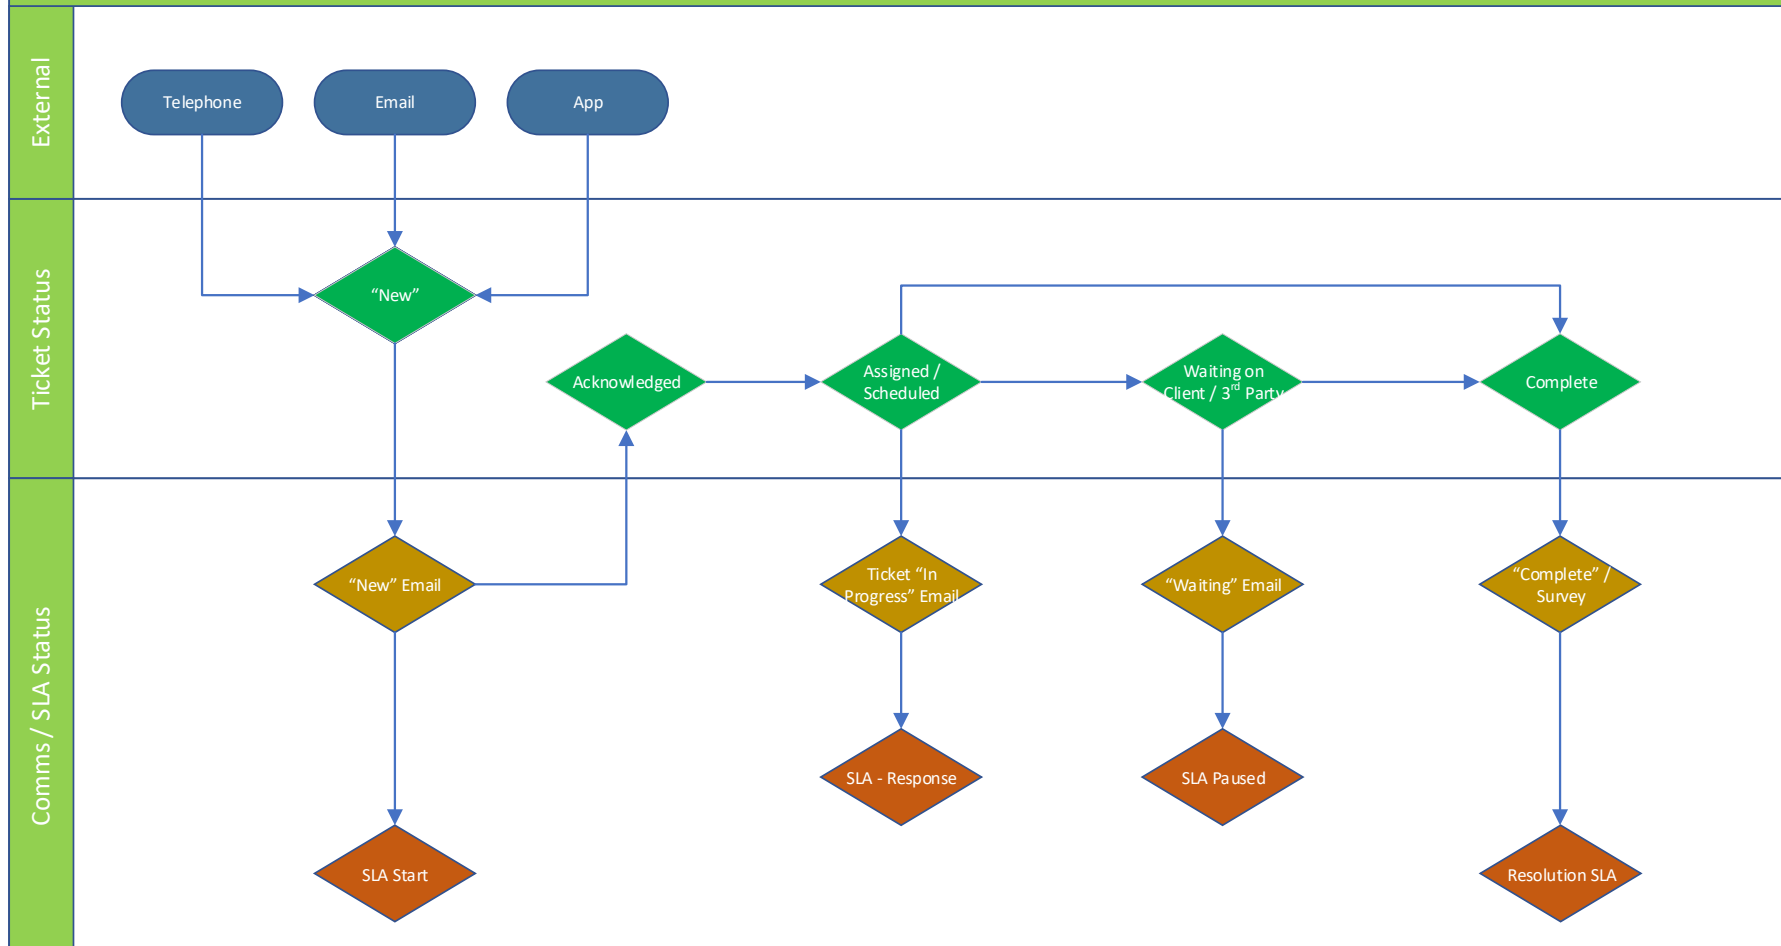 External
Telephone
Email
App
Ticket Status
“New”
Acknowledged
Assigned /
Scheduled
Waiting on
Client / 3rd Party
Complete
Comms / SLA Status
“New” Email
Ticket “In
Progress” Email
“Waiting” Email
“Complete” /
Survey
SLA - Response
SLA Paused
SLA Start
Resolution SLA